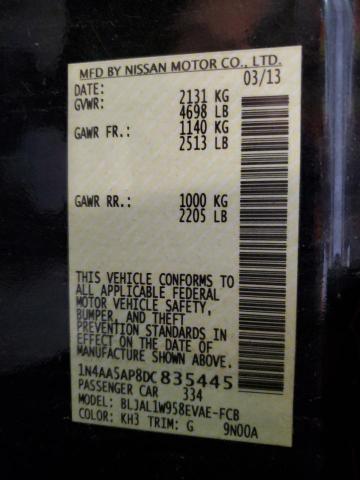 MFD BY NISSAN MOTOR CO., LTD.
DATE: 03/13
GVWR: 2131 KG
4698 LB
GAWR FR.: 1140 KG
2513 LB
GAWR RR.: 1000 KG
2205 LB
THIS VEHICLE CONFORMS TO
ALL APPLICABLE FEDERAL
MOTOR VEHICLE SAFETY,
BUMPER, AND THEFT
PREVENTION STANDARDS IN
EFFECT ON THE DATE OF
MANUFACTURE SHOWN ABOVE.
1N4AA5AP8DC835445
PASSENGER CAR 334
MODEL: BLJAL1W958EVAE-FCB
COLOR: KH3 TRIM: G 9N00A